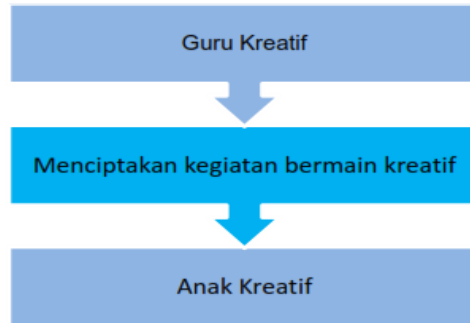 Guru Kreatif
Menciptakan kegiatan bermain kreatif
Anak Kreatif